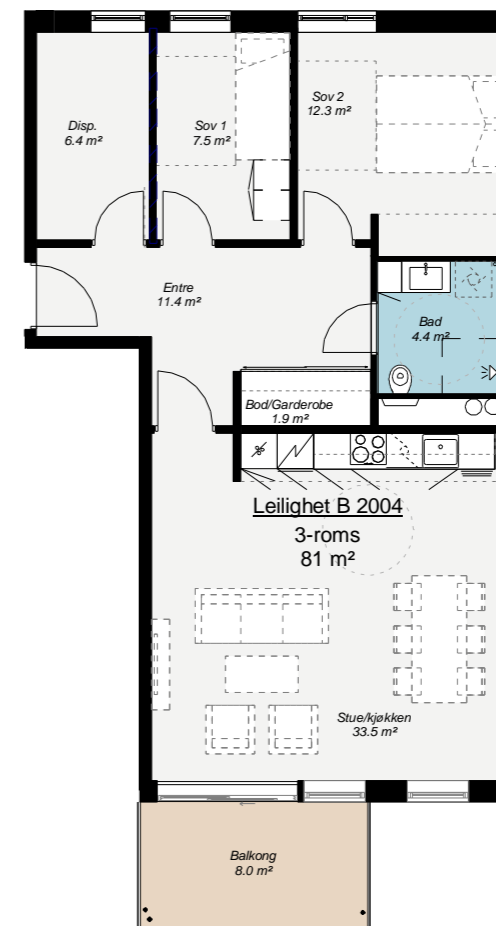 Disp.
6.4 m²
Sov 1
7.5 m²
Sov 2
12.3 m²
Entre
11.4 m²
Bad
4.4 m²
Bod/Garderobe
1.9 m²
Leilighet B 2004
3-roms
81 m²
Stue/kjøkken
33.5 m²
Balkong
8.0 m²